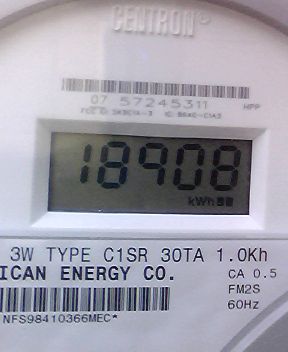 CENTRON®
07 57245311 HPP
18908
kWh
3W TYPE C1SR 30TA 1.0Kh
ICAN ENERGY CO. CA 0.5
FM2S
60Hz
NFS98410366MEC*